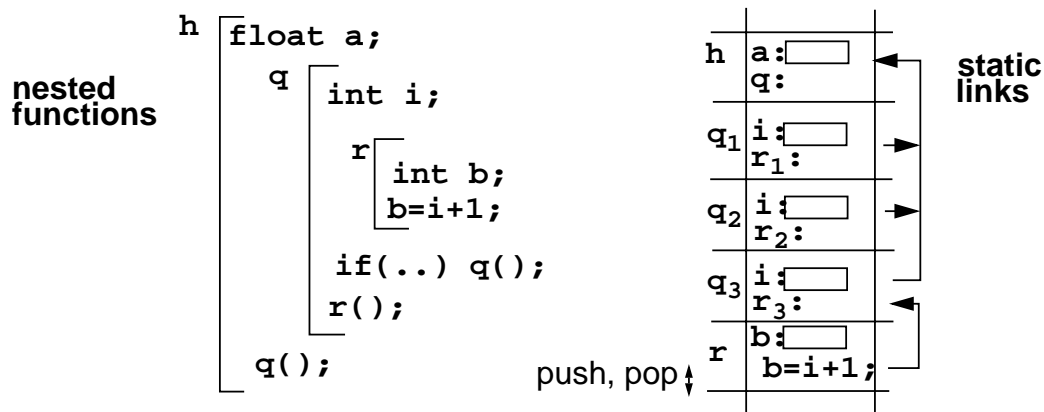 h
float a;
nested
functions
q
int i;
r
int b;
b=i+1;
if(..) q();
r();
q();
h a:
q:
static
links
q1 i:
r1:
q2 i:
r2:
q3 i:
r3:
r b:
b=i+1;
push, pop